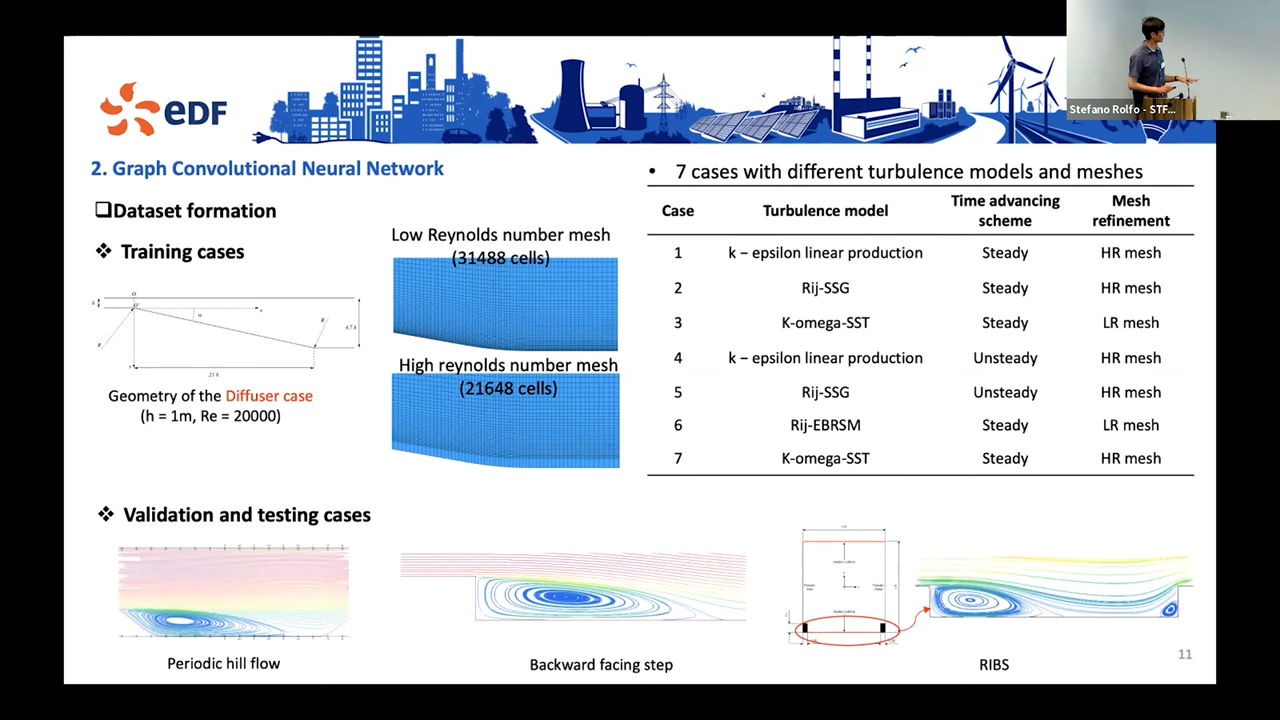 eDF
Stefano Rolfo - STF...
2. Graph Convolutional Neural Network
Dataset formation
Training cases
Low Reynolds number mesh
(31488 cells)
High reynolds number mesh
(21648 cells)
4.7 h
21 h
Geometry of the Diffuser case
(h = 1m, Re = 20000)
• 7 cases with different turbulence models and meshes
Case Turbulence model Time advancing scheme Mesh refinement
1 k − epsilon linear production Steady HR mesh
2 Rij-SSG Steady HR mesh
3 K-omega-SST Steady LR mesh
4 k − epsilon linear production Unsteady HR mesh
5 Rij-SSG Unsteady HR mesh
6 Rij-EBRSM Steady LR mesh
7 K-omega-SST Steady HR mesh
Validation and testing cases
Periodic hill flow
Backward facing step
RIBS
11